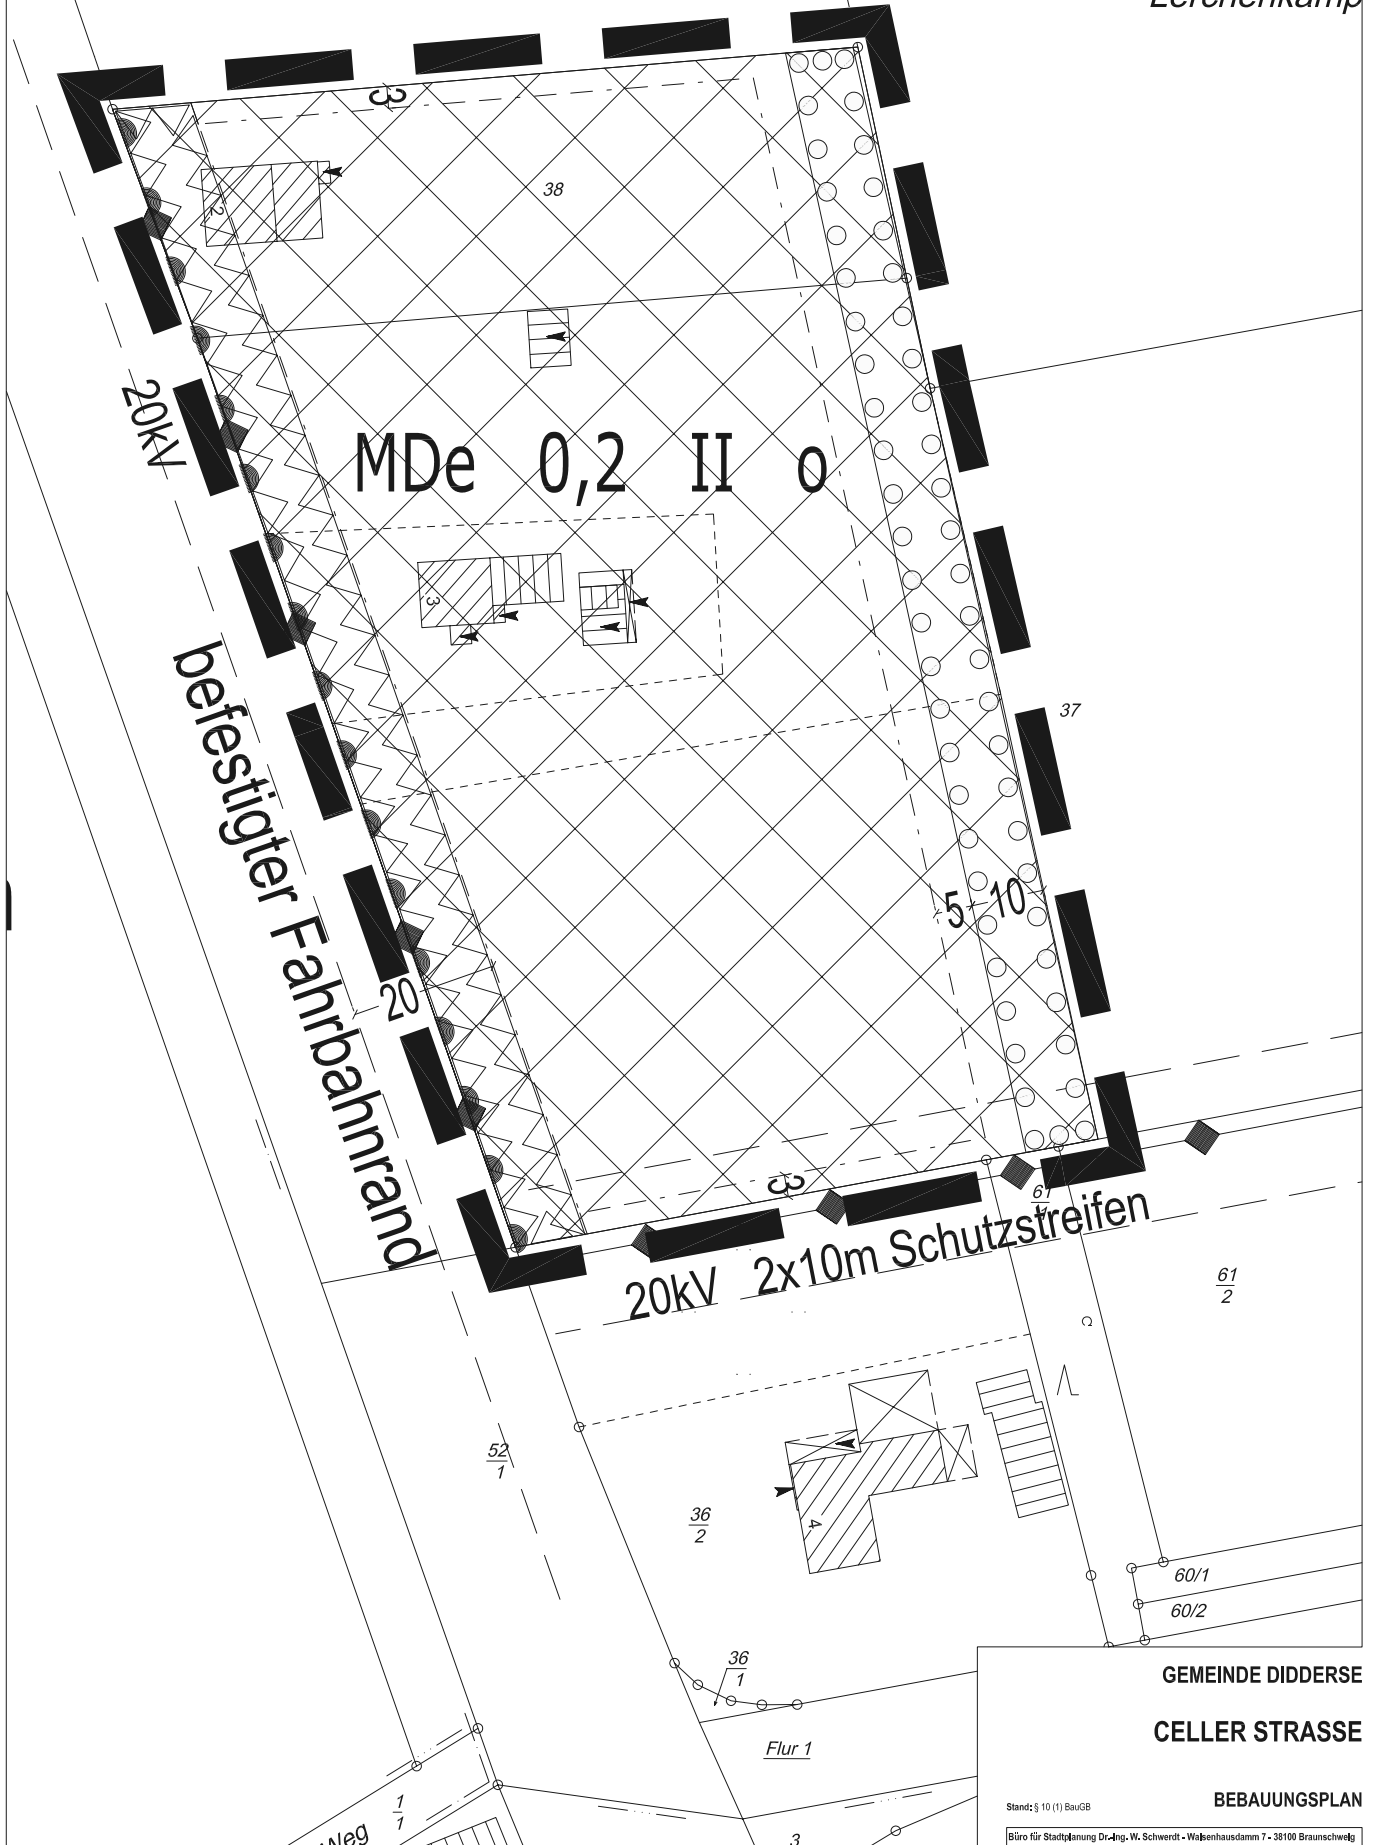 Lerchenkamp
3
38
2
20kV
MDe 0,2 II o
3
37
befestigter Fahrbahnrand
5 10
20
3
61
1
20kV 2x10m Schutzstreifen
61
2
52
1
36
2
4
60/1
60/2
36
1
Flur 1
1
1
Weg
3
GEMEINDE DIDDERSE
CELLER STRASSE
BEBAUUNGSPLAN
Stand: § 10 (1) BauGB
Büro für Stadtplanung Dr.-Ing. W. Schwerdt - Waisenhausdamm 7 - 38100 Braunschweig